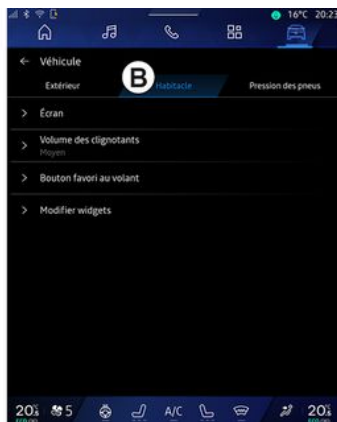 16°C 20:23
Véhicule
Extérieur
B
Habitacle
Pression des pneus
Écran
Volume des clignotants
Moyen
Bouton favori au volant
Modifier widgets
20 5 A/C 20